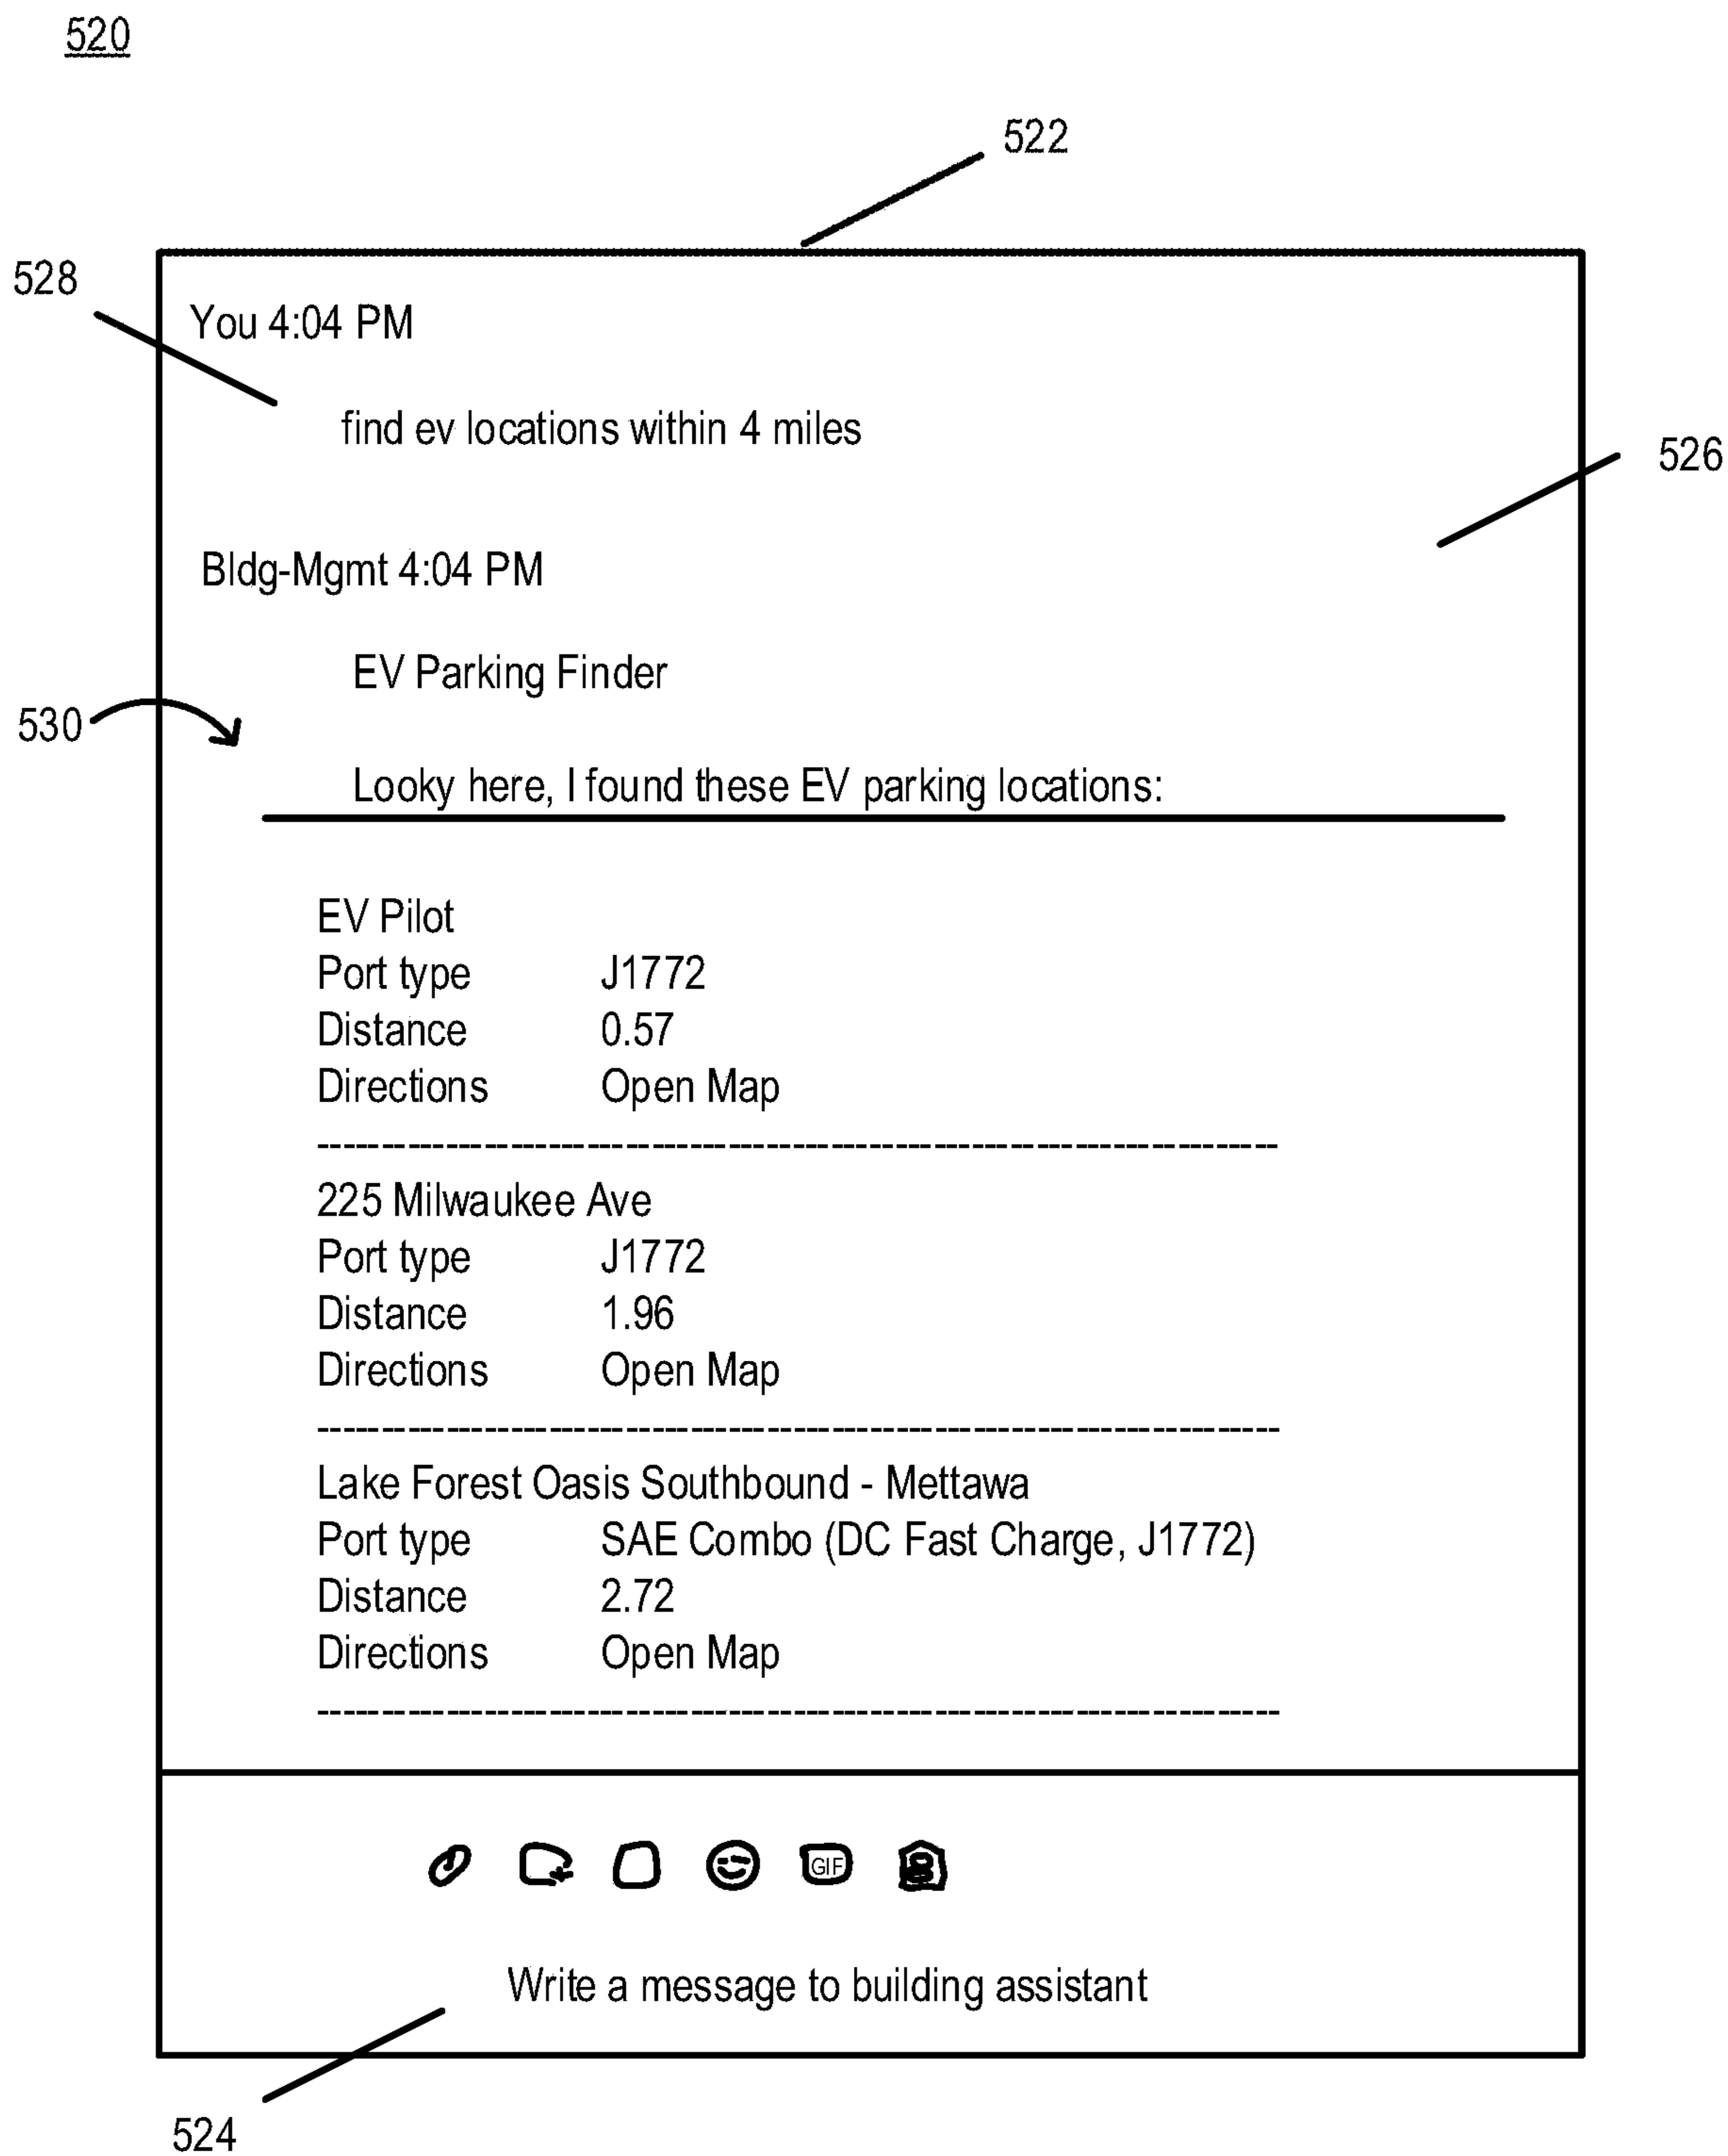 520
522
528
You 4:04 PM
find ev locations within 4 miles
526
Bldg-Mgmt 4:04 PM
EV Parking Finder
530
Looky here, I found these EV parking locations:
EV Pilot
Port type J1772
Distance 0.57
Directions Open Map
225 Milwaukee Ave
Port type J1772
Distance 1.96
Directions Open Map
Lake Forest Oasis Southbound - Mettawa
Port type SAE Combo (DC Fast Charge, J1772)
Distance 2.72
Directions Open Map
GIF
Write a message to building assistant
524